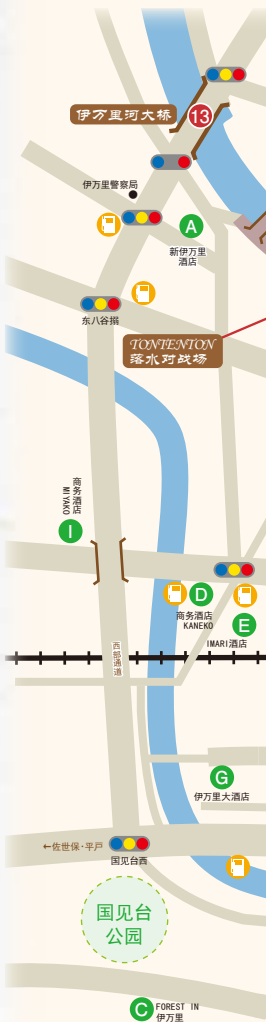 伊万里河大桥
13
伊万里警察局
A
新伊万里
酒店
东八谷搦
TONTENTON
落水对战场
商务酒店
MIYAKO
I
D
商务酒店
KANEKO
E
IMARI酒店
西部通道
G
伊万里大酒店
←佐世保·平戸
国见台西
国见台
公园
C
FOREST IN
伊万里